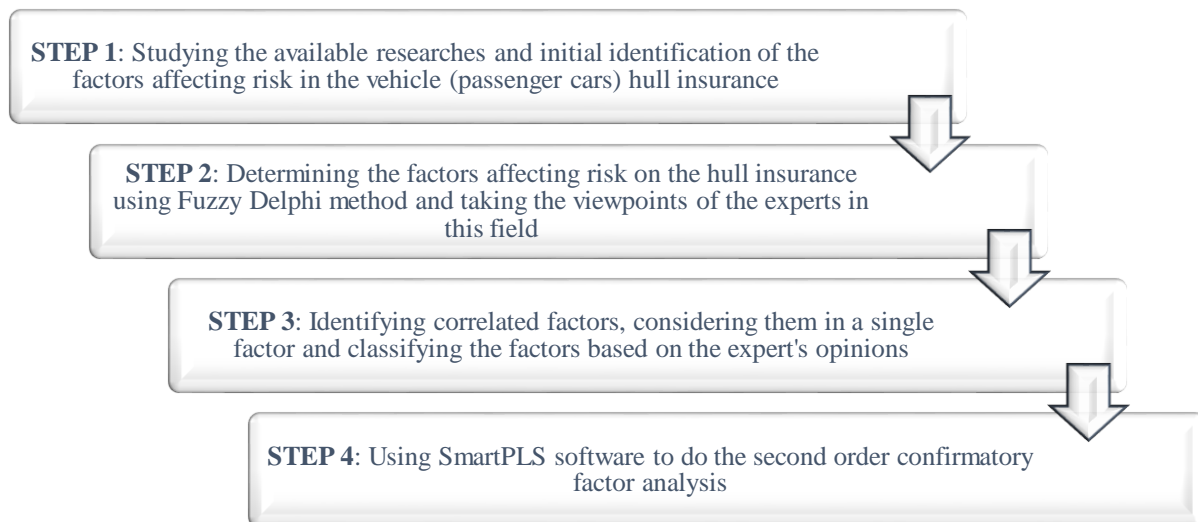 STEP 1: Studying the available researches and initial identification of the
factors affecting risk in the vehicle (passenger cars) hull insurance
STEP 2: Determining the factors affecting risk on the hull insurance
using Fuzzy Delphi method and taking the viewpoints of the experts in
this field
STEP 3: Identifying correlated factors, considering them in a single
factor and classifying the factors based on the expert's opinions
STEP 4: Using SmartPLS software to do the second order confirmatory
factor analysis